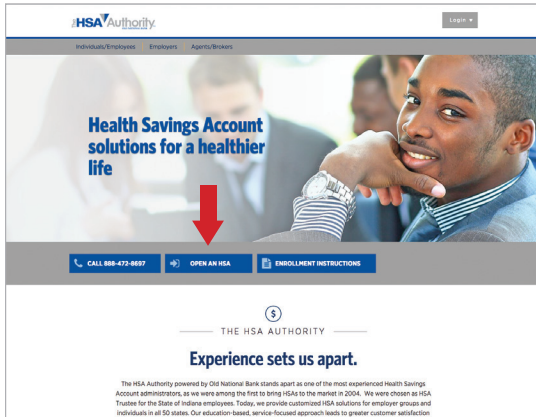 THE HSA Authority.
Login
Individuals/Employees Employers Agents/Brokers
Health Savings Account
solutions for a healthier
life
CALL 888-472-8697 OPEN AN HSA ENROLLMENT INSTRUCTIONS
$
THE HSA AUTHORITY
Experience sets us apart.
The HSA Authority powered by Old National Bank stands apart as one of the most experienced Health Savings
Account administrators, as we were among the first to bring HSAs to the market in 2004. We were chosen as HSA
Trustee for the State of Indiana employees. Today, we provide customized HSA solutions for employer groups and
individuals in all 50 states. Our education-based, service-focused approach leads to greater customer satisfaction